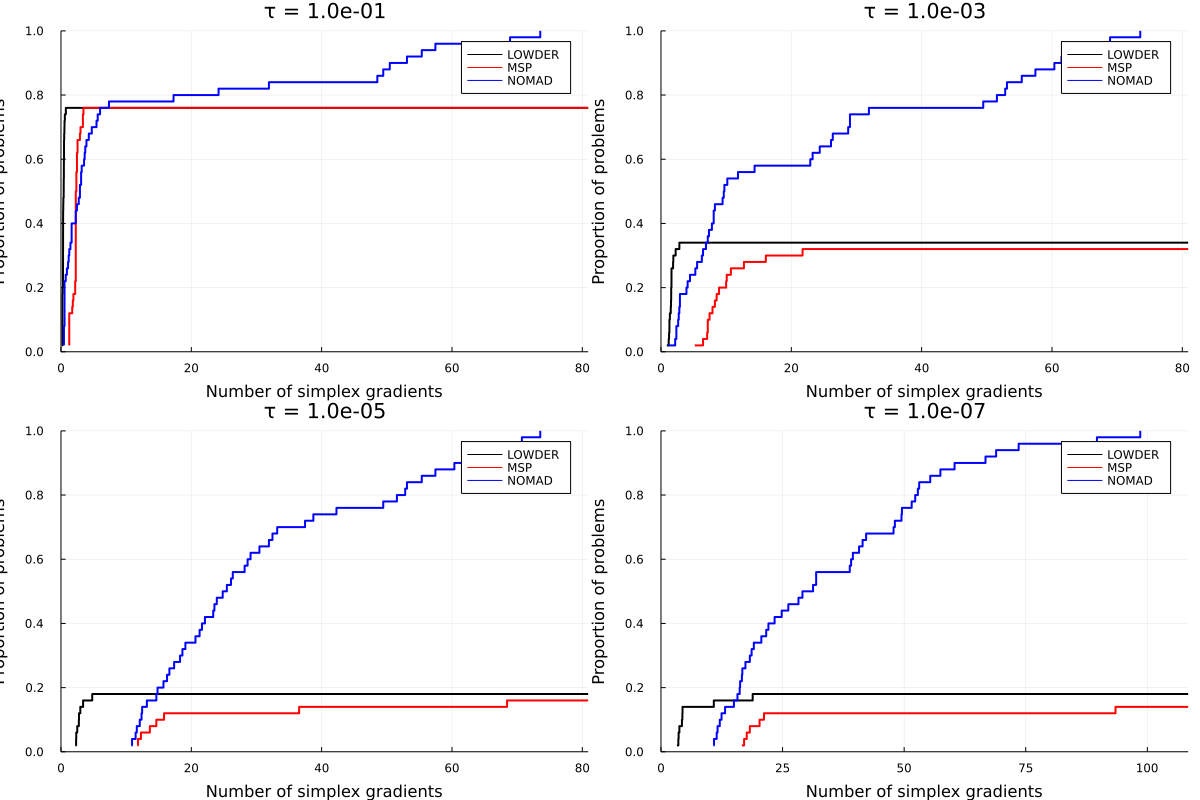 τ = 1.0e-01
1.0
0.8
0.6
0.4
0.2
0.0
0 20 40 60 80
Number of simplex gradients
Proportion of problems
LOWDER
MSP
NOMAD
τ = 1.0e-03
1.0
0.8
0.6
0.4
0.2
0.0
0 20 40 60 80
Number of simplex gradients
Proportion of problems
LOWDER
MSP
NOMAD
τ = 1.0e-05
1.0
0.8
0.6
0.4
0.2
0.0
0 20 40 60 80
Number of simplex gradients
Proportion of problems
LOWDER
MSP
NOMAD
τ = 1.0e-07
1.0
0.8
0.6
0.4
0.2
0.0
0 25 50 75 100
Number of simplex gradients
Proportion of problems
LOWDER
MSP
NOMAD